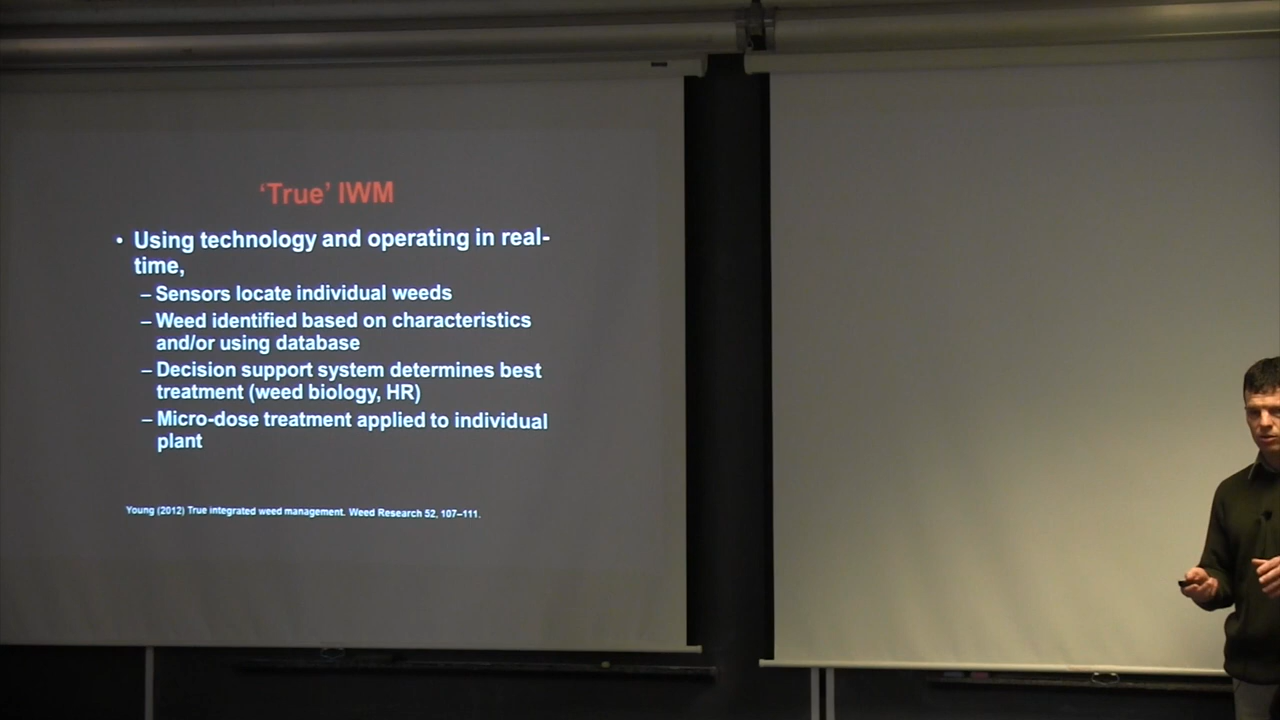 ‘True’ IWM
• Using technology and operating in real-
time,
– Sensors locate individual weeds
– Weed identified based on characteristics
and/or using database
– Decision support system determines best
treatment (weed biology, HR)
– Micro-dose treatment applied to individual
plant
Young (2012) True integrated weed management. Weed Research 52, 107–111.